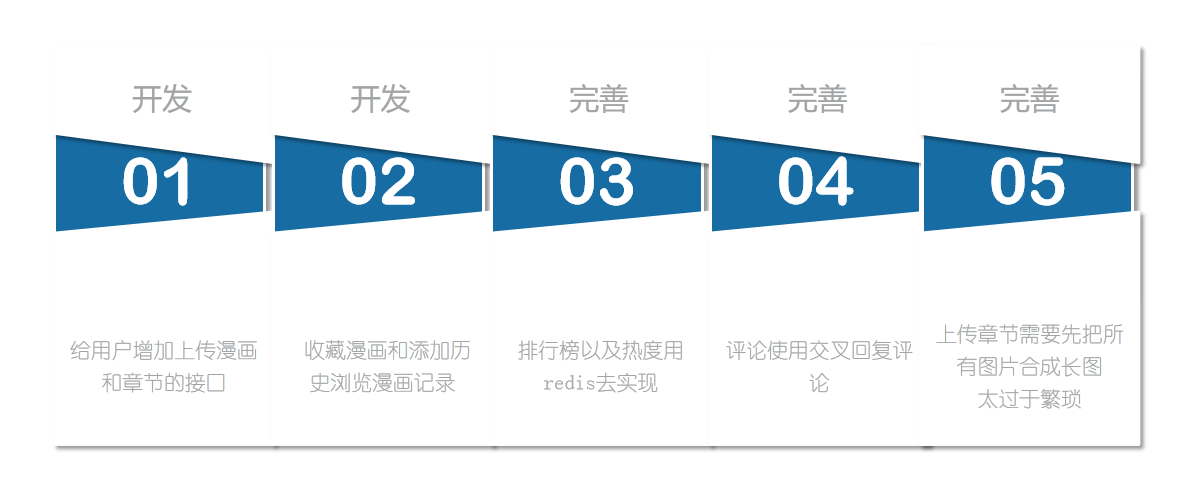 开发
01
给用户增加上传漫画
和章节的接口
开发
02
收藏漫画和添加历
史浏览漫画记录
完善
03
排行榜以及热度用
redis去实现
完善
04
评论使用交叉回复评
论
完善
05
上传章节需要先把所
有图片合成长图
太过于繁琐